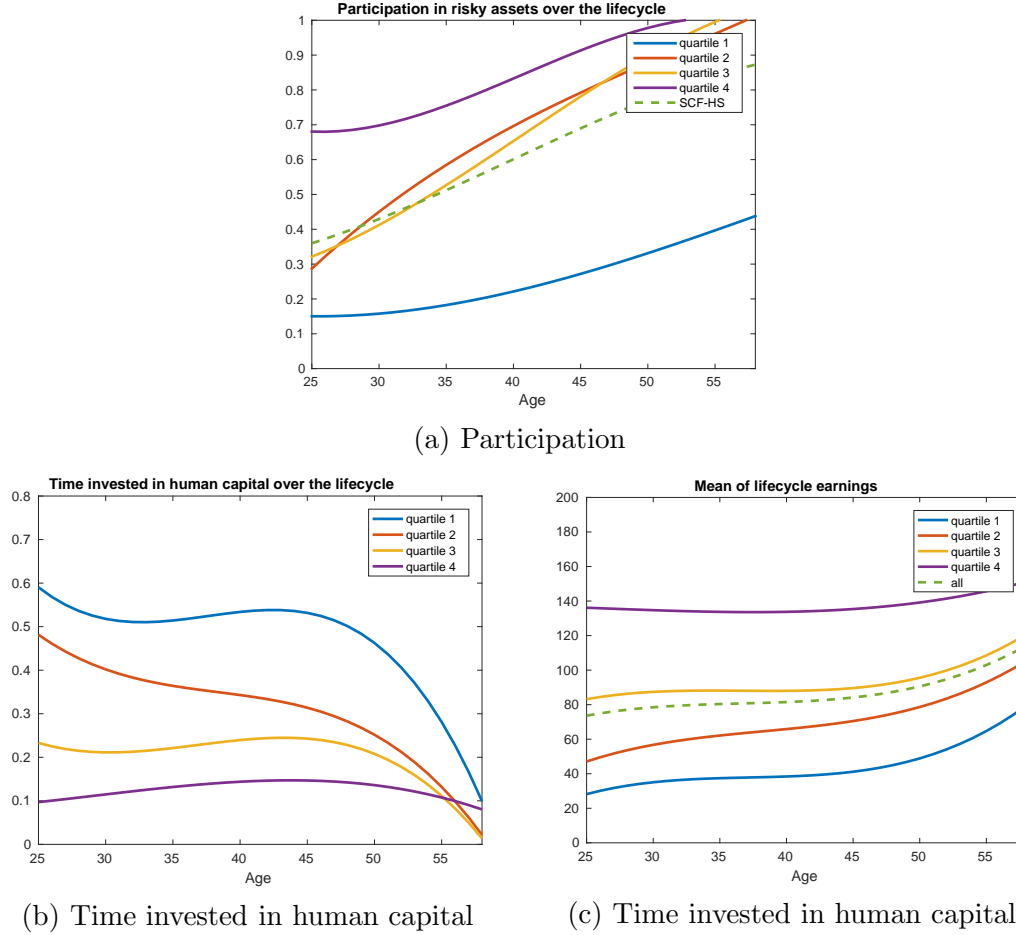 Participation in risky assets over the lifecycle
1
0.9
0.8
0.7
0.6
0.5
0.4
0.3
0.2
0.1
0
quartile 1
quartile 2
quartile 3
quartile 4
SCF-HS
25 30 35 40 45 50 55
Age
(a) Participation
Time invested in human capital over the lifecycle
0.8
0.7
0.6
0.5
0.4
0.3
0.2
0.1
0
quartile 1
quartile 2
quartile 3
quartile 4
25 30 35 40 45 50 55
Age
(b) Time invested in human capital
Mean of lifecycle earnings
200
180
160
140
120
100
80
60
40
20
0
quartile 1
quartile 2
quartile 3
quartile 4
all
25 30 35 40 45 50 55
Age
(c) Time invested in human capital